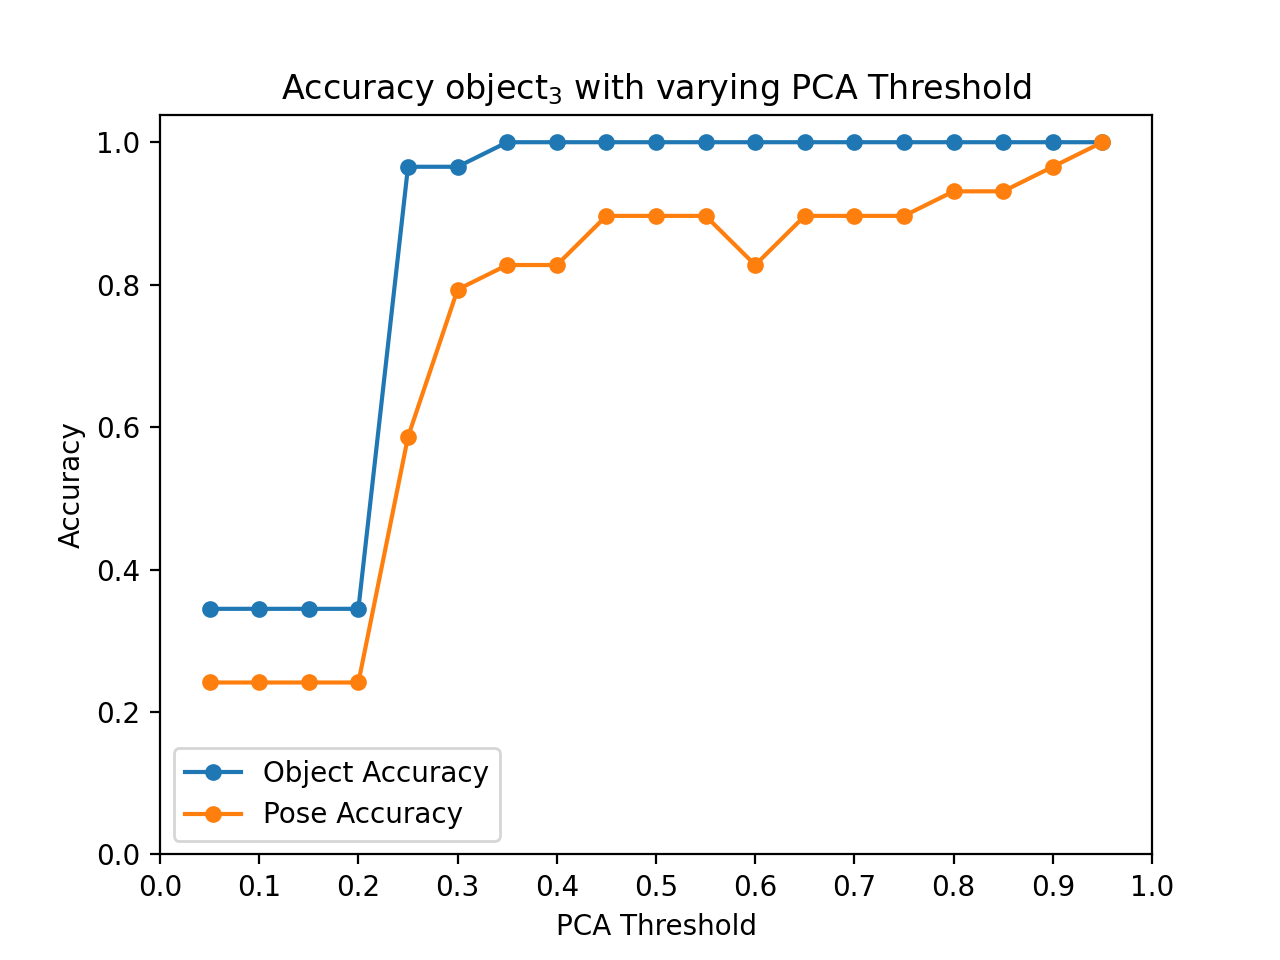 Accuracy object₃ with varying PCA Threshold
1.0
0.8
0.6
0.4
0.2
0.0
Accuracy
Object Accuracy
Pose Accuracy
0.0 0.1 0.2 0.3 0.4 0.5 0.6 0.7 0.8 0.9 1.0
PCA Threshold